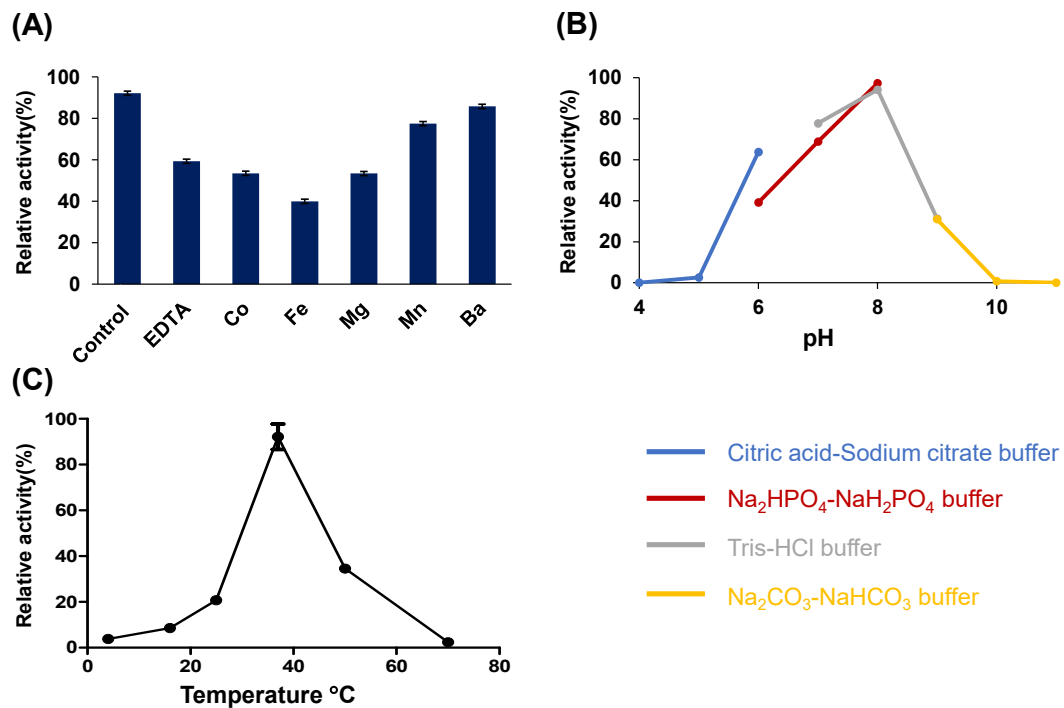 (A)
Relative activity(%)
100
80
60
40
20
0
Control
EDTA
Co
Fe
Mg
Mn
Ba
(B)
Relative activity(%)
100
80
60
40
20
0
4
6
8
10
pH
(C)
Relative activity(%)
100
80
60
40
20
0
0
20
40
60
80
Temperature °C
Citric acid-Sodium citrate buffer
Na₂HPO₄-NaH₂PO₄ buffer
Tris-HCl buffer
Na₂CO₃-NaHCO₃ buffer